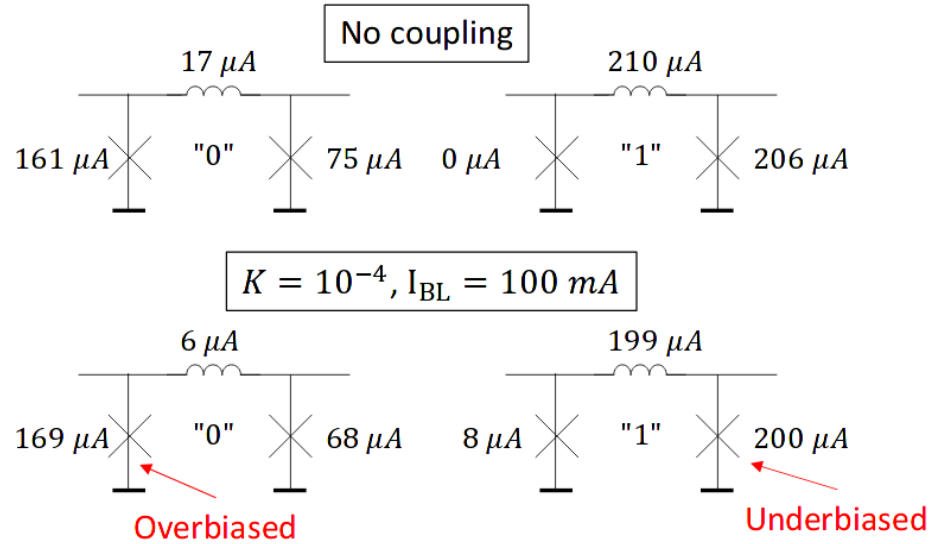 No coupling
17 μA
210 μA
161 μA
"0"
75 μA
0 μA
"1"
206 μA
K = 10⁻⁴, I_BL = 100 mA
6 μA
199 μA
169 μA
"0"
68 μA
8 μA
"1"
200 μA
Overbiased
Underbiased